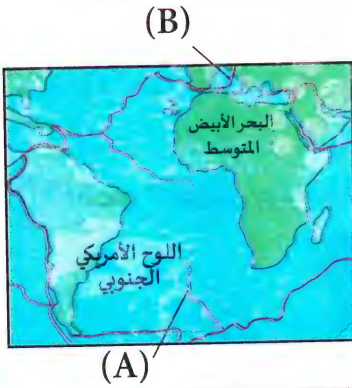 (B)
البحر الأبيض
المتوسط
اللوح الأمريكي
الجنوبي
(A)